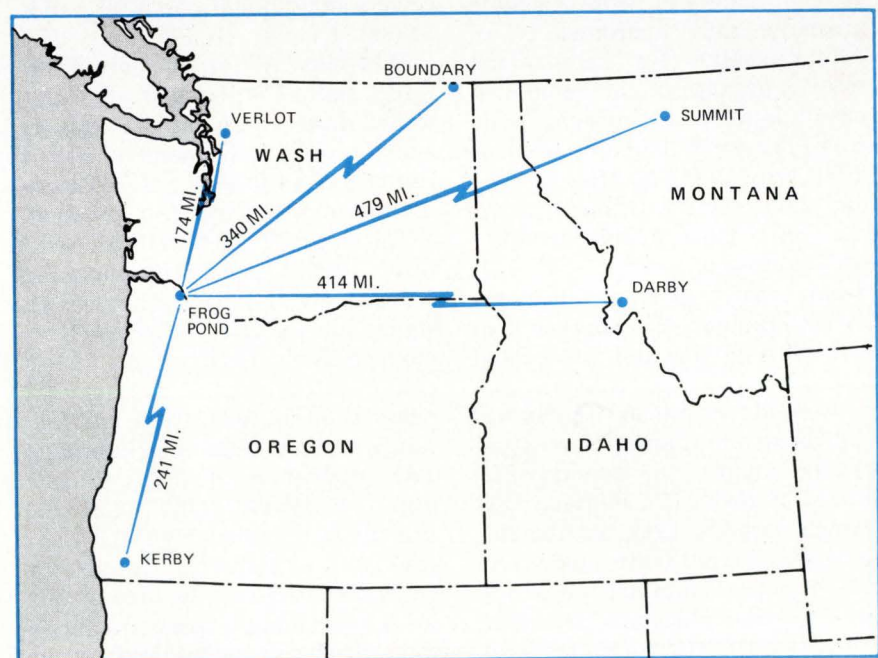 BOUNDARY
VERLOT
SUMMIT
WASH
174 MI.
340 MI.
479 MI.
MONTANA
414 MI.
DARBY
FROG
POND
241 MI.
OREGON
IDAHO
KERBY